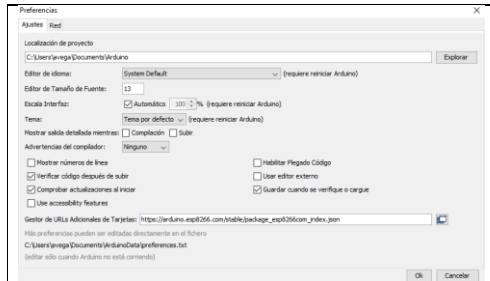 Preferencias
Ajustes Red
Localización de proyecto
C:\Users\avega\Documents\Arduino Explorar
Editor de idioma: System Default (requiere reiniciar Arduino)
Editor de Tamaño de Fuente: 13
Escala Interfaz: Automática 100 % (requiere reiniciar Arduino)
Tema: Tema por defecto (requiere reiniciar Arduino)
Mostrar salida detallada mientras: Compilación Subir
Advertencias del compilador: Ninguno
Mostrar números de línea Habilitar Plegado Código
Verificar código después de subir Usar editor externo
Comprobar actualizaciones al iniciar Guardar cuando se verifique o cargue
Use accessibility features
Gestor de URLs Adicionales de Tarjetas: https://arduino.esp8266.com/stable/package_esp8266com_index.json
Más preferencias pueden ser editadas directamente en el fichero
C:\Users\avega\Documents\ArduinoData\preferences.txt
(editar sólo cuando Arduino no está corriendo)
Ok Cancelar